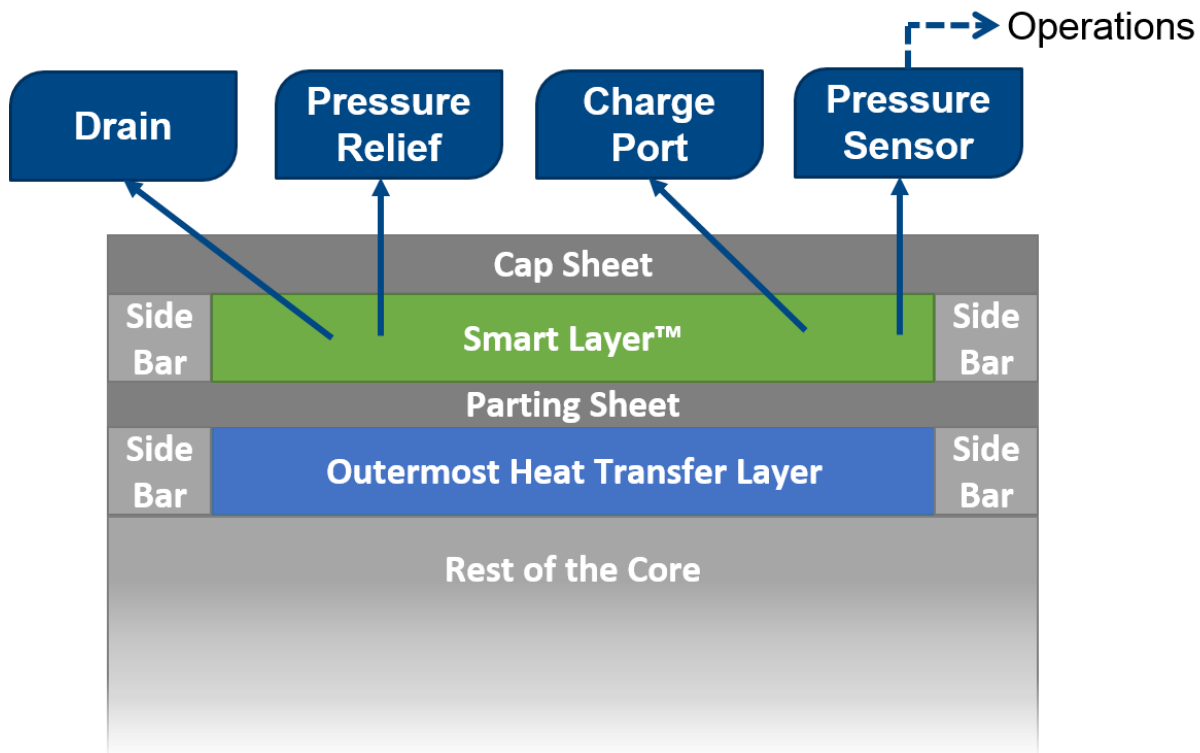 Operations
Drain
Pressure
Relief
Charge
Port
Pressure
Sensor
Cap Sheet
Side
Bar
Smart Layer™
Side
Bar
Parting Sheet
Side
Bar
Outermost Heat Transfer Layer
Side
Bar
Rest of the Core